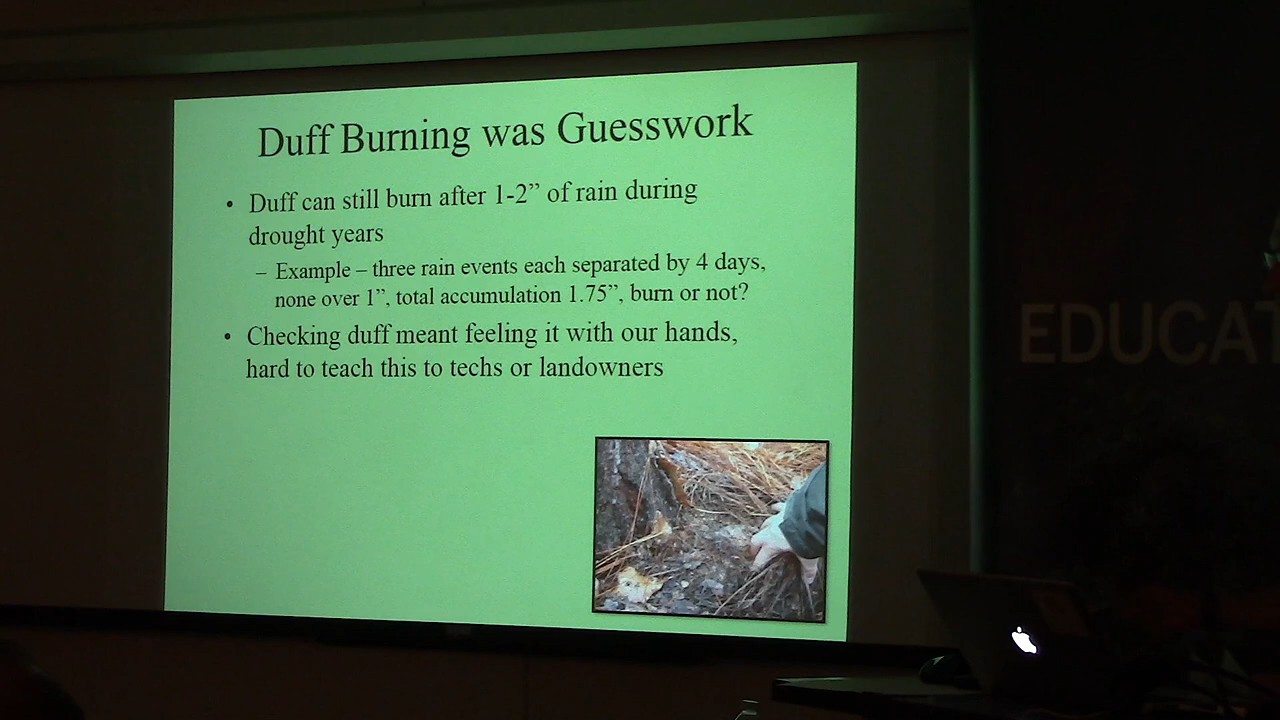 Duff Burning was Guesswork
• Duff can still burn after 1-2” of rain during
drought years
– Example – three rain events each separated by 4 days,
none over 1”, total accumulation 1.75”, burn or not?
• Checking duff meant feeling it with our hands,
hard to teach this to techs or landowners
EDUCAT